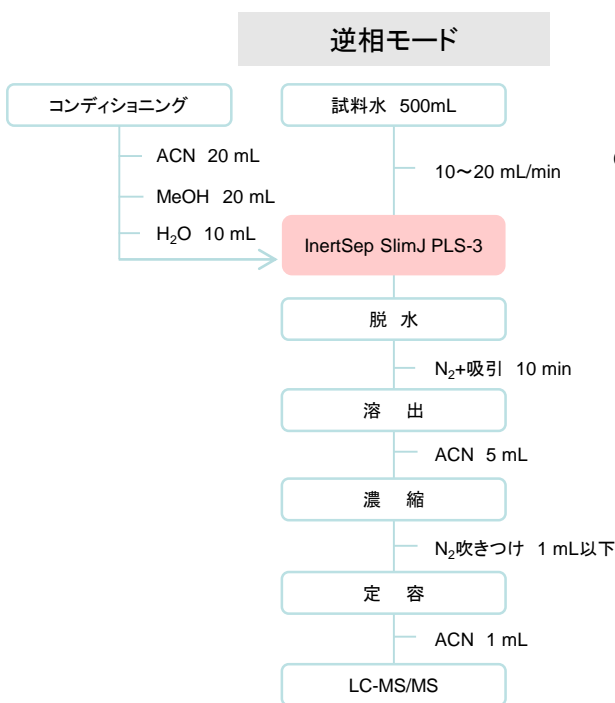 逆相モード
コンディショニング
ACN 20 mL
MeOH 20 mL
H₂O 10 mL
試料水 500mL
10~20 mL/min
InertSep SlimJ PLS-3
脱 水
N₂+吸引 10 min
溶 出
ACN 5 mL
濃 縮
N₂吹きつけ 1 mL以下
定 容
ACN 1 mL
LC-MS/MS